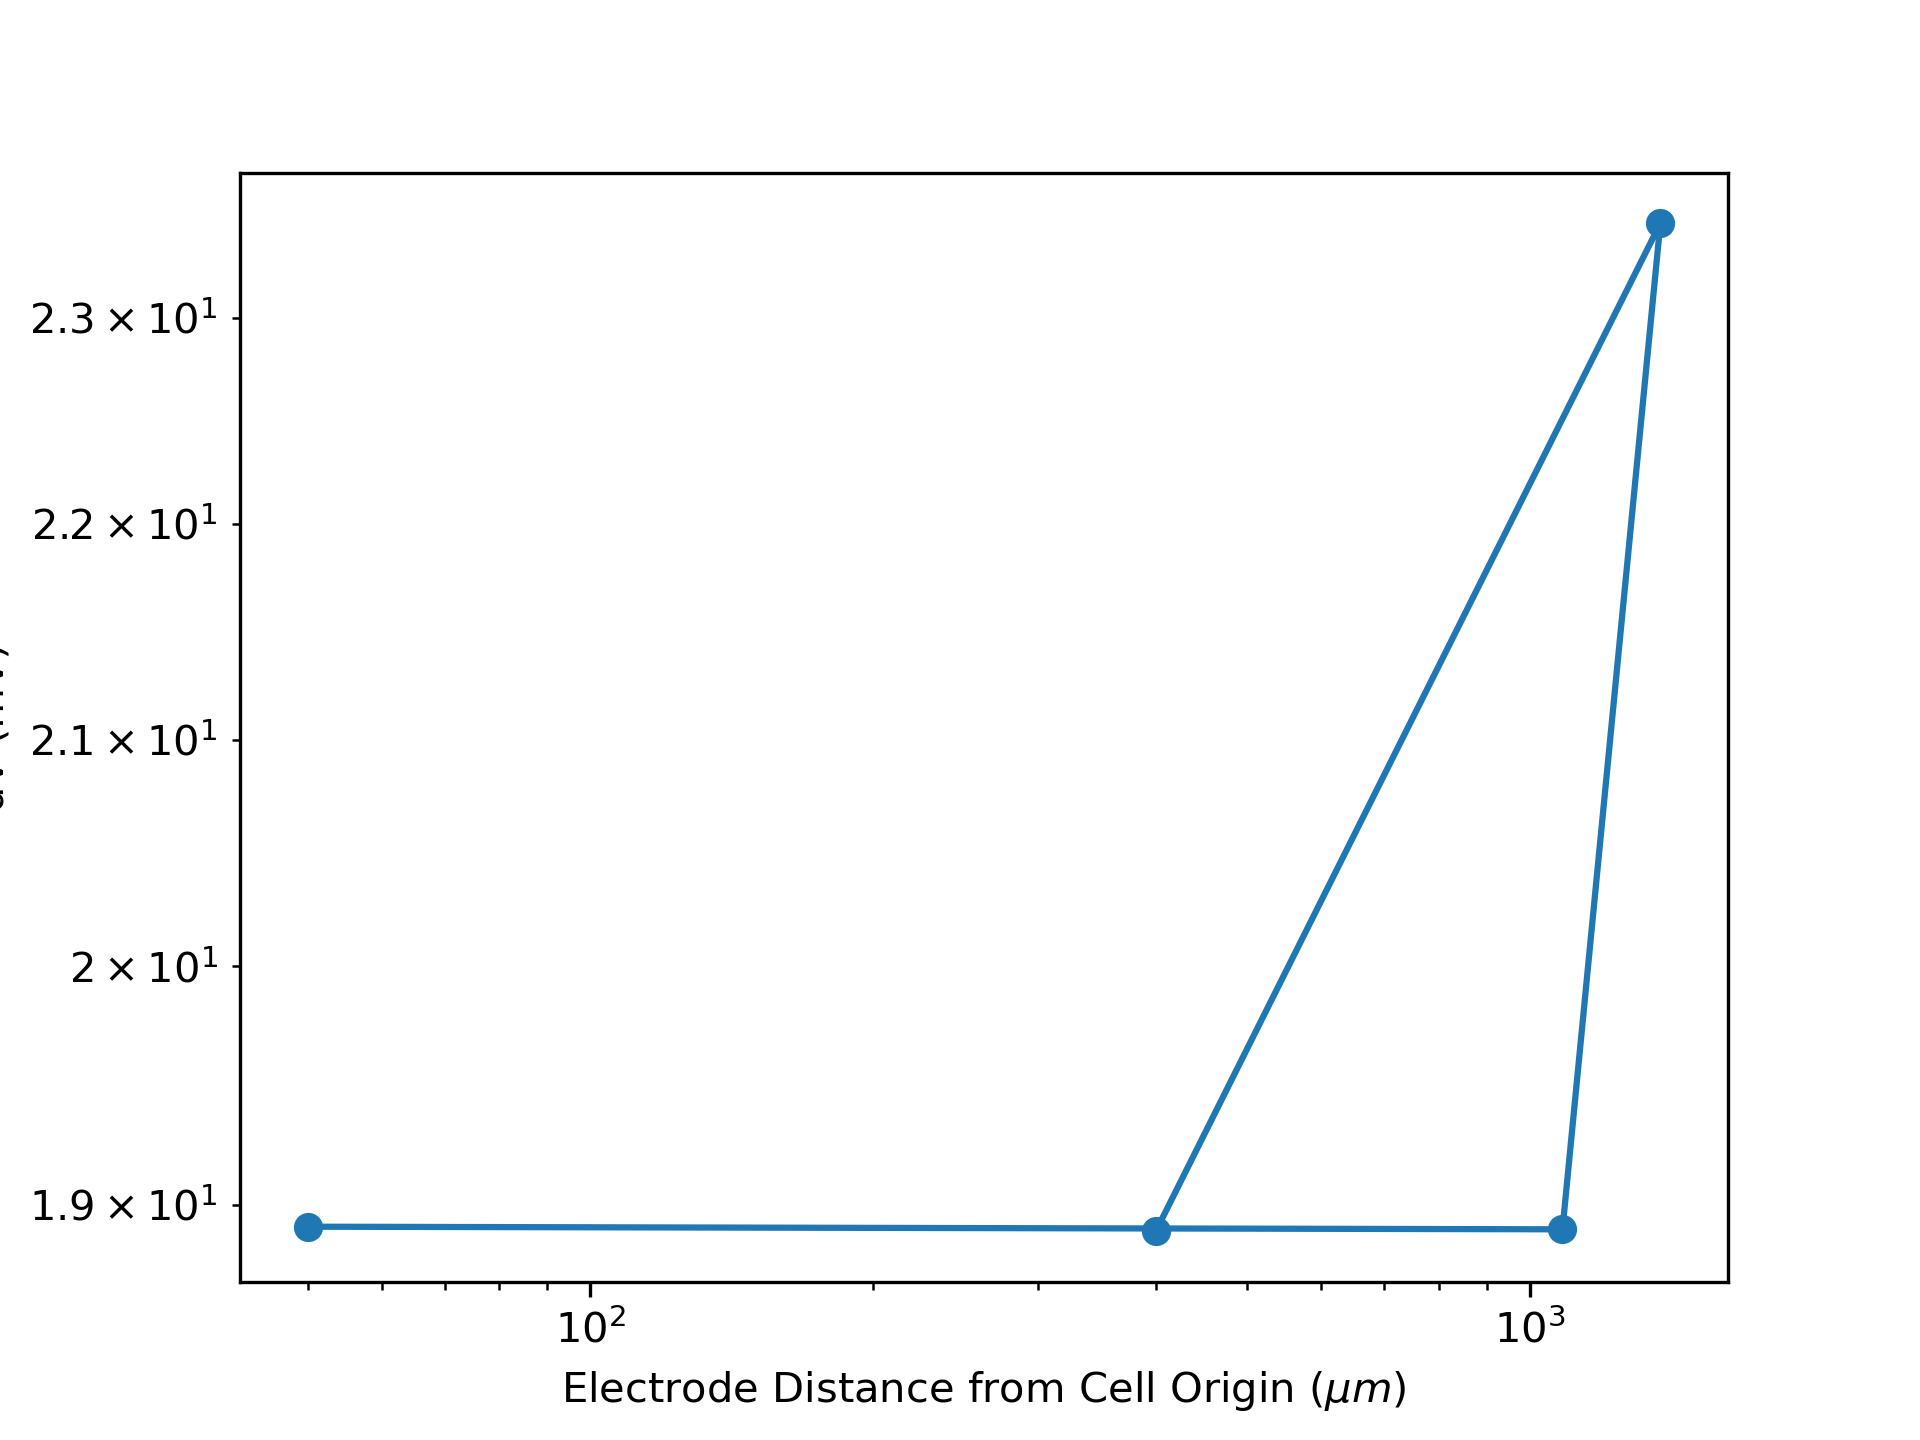 2.3 × 10¹
2.2 × 10¹
2.1 × 10¹
2 × 10¹
1.9 × 10¹
10² 10³
Electrode Distance from Cell Origin (μm)